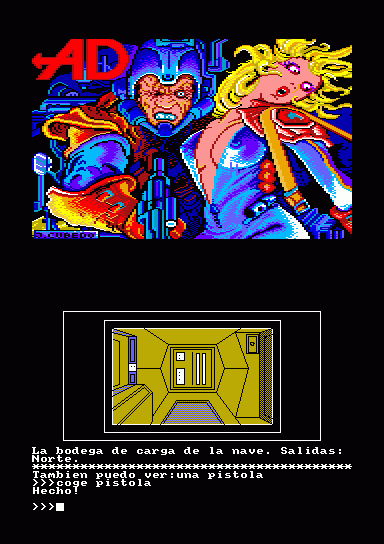 AD
La bodega de carga de la nave. Salidas:
Norte.
****************************************
Tambien puedo ver:una pistola
>>>coge pistola
Hecho!
>>>